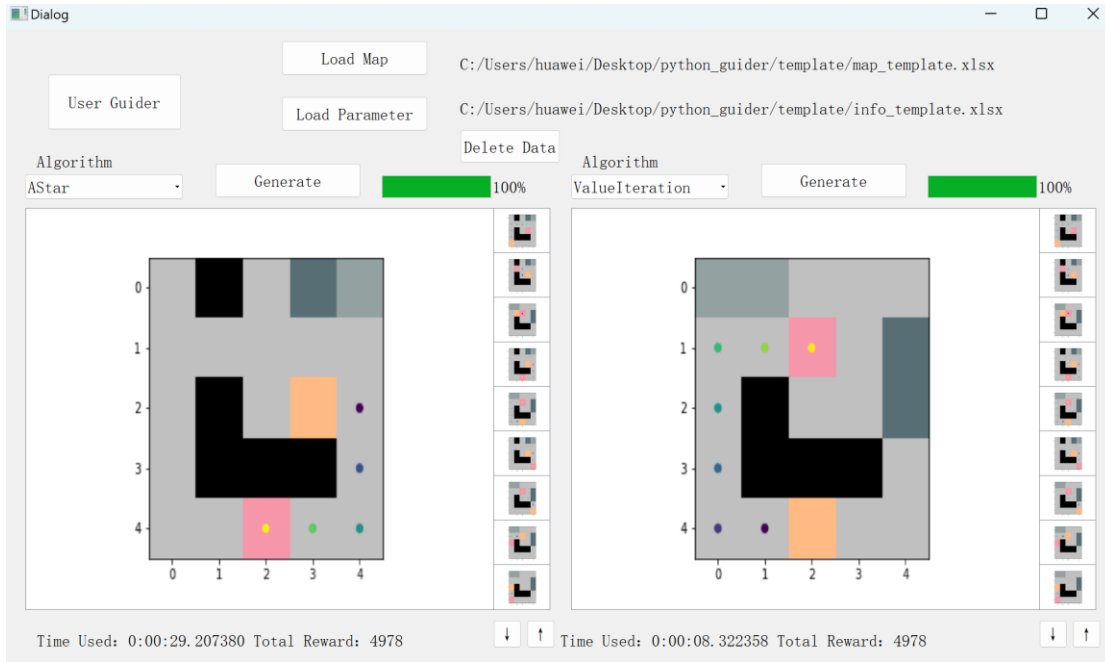 Dialog
Load Map
C:/Users/huawei/Desktop/python_guider/template/map_template.xlsx
User Guider
Load Parameter
C:/Users/huawei/Desktop/python_guider/template/info_template.xlsx
Delete Data
Algorithm
AStar
Generate
100%
Algorithm
ValueIteration
Generate
100%
0
1
2
3
4
0 1 2 3 4
0
1
2
3
4
0 1 2 3 4
Time Used: 0:00:29.207380 Total Reward: 4978
↓ ↑
Time Used: 0:00:08.322358 Total Reward: 4978
↓ ↑